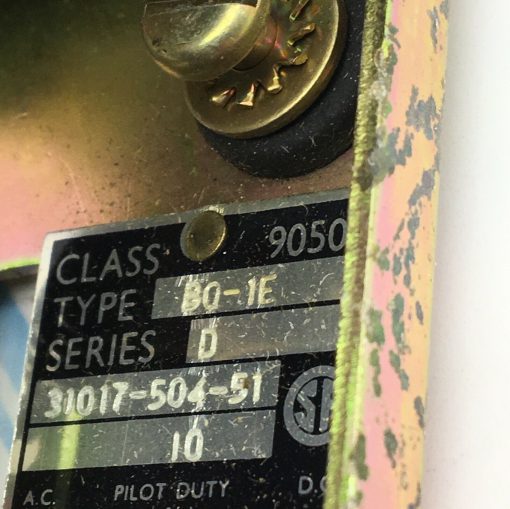 CLASS 9050
TYPE BO-1E
SERIES D
31017-504-51
10
A.C. PILOT DUTY D.C